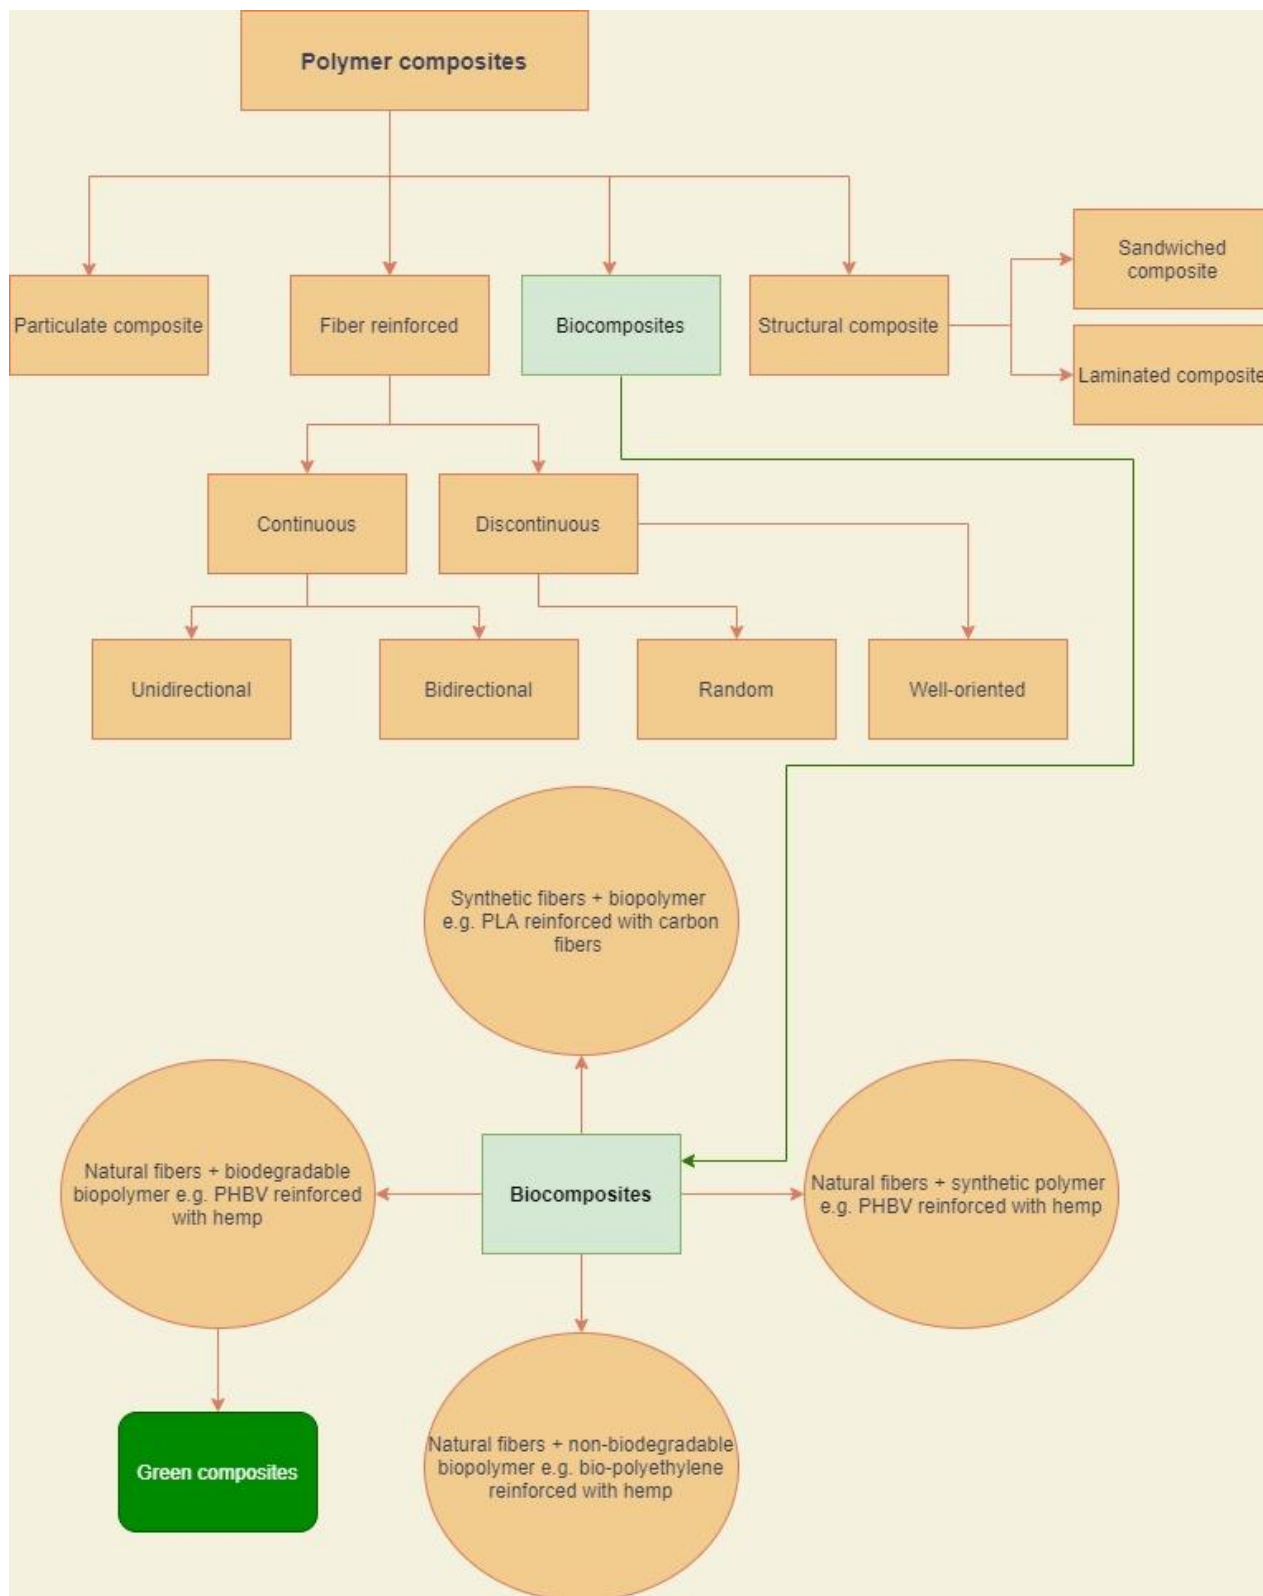 Polymer composites
Sandwiched
composite
Particulate composite
Fiber reinforced
Biocomposites
Structural composite
Laminated composite
Continuous
Discontinuous
Unidirectional
Bidirectional
Random
Well-oriented
Synthetic fibers + biopolymer
e.g. PLA reinforced with carbon
fibers
Natural fibers + biodegradable
biopolymer e.g. PHBV reinforced
with hemp
Biocomposites
Natural fibers + synthetic polymer
e.g. PHBV reinforced with hemp
Green composites
Natural fibers + non-biodegradable
biopolymer e.g. bio-polyethylene
reinforced with hemp